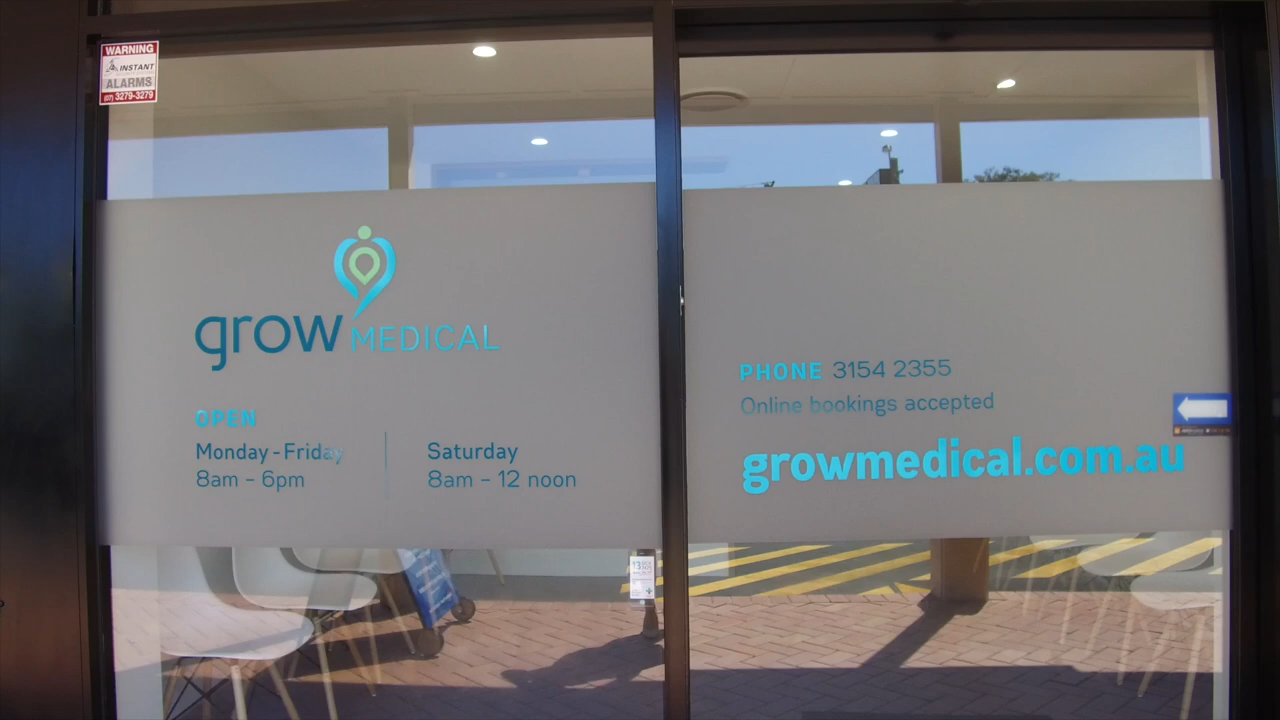 WARNING
INSTANT
ALARMS
(07) 3279-3279
grow MEDICAL
OPEN
Monday - Friday
8am - 6pm
Saturday
8am - 12 noon
PHONE 3154 2355
Online bookings accepted
growmedical.com.au